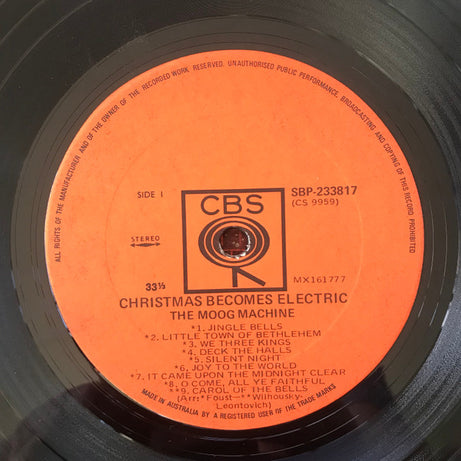 ALL RIGHTS OF THE MANUFACTURER AND OF THE OWNER OF THE RECORDED WORK RESERVED. UNAUTHORISED PUBLIC PERFORMANCE, BROADCASTING AND COPYING OF THIS RECORD PROHIBITED
SIDE 1
CBS
SBP-233817
(CS 9959)
STEREO
33⅓
MX161777
CHRISTMAS BECOMES ELECTRIC
THE MOOG MACHINE
*1. JINGLE BELLS
*2. LITTLE TOWN OF BETHLEHEM
*3. WE THREE KINGS
*4. DECK THE HALLS
*5. SILENT NIGHT
*6. JOY TO THE WORLD
*7. IT CAME UPON THE MIDNIGHT CLEAR
*8. O COME, ALL YE FAITHFUL
*9. CAROL OF THE BELLS
(Arr: *Foust—**Wilhousky,
Leontovich)
MADE IN AUSTRALIA BY A REGISTERED USER OF THE TRADE MARKS